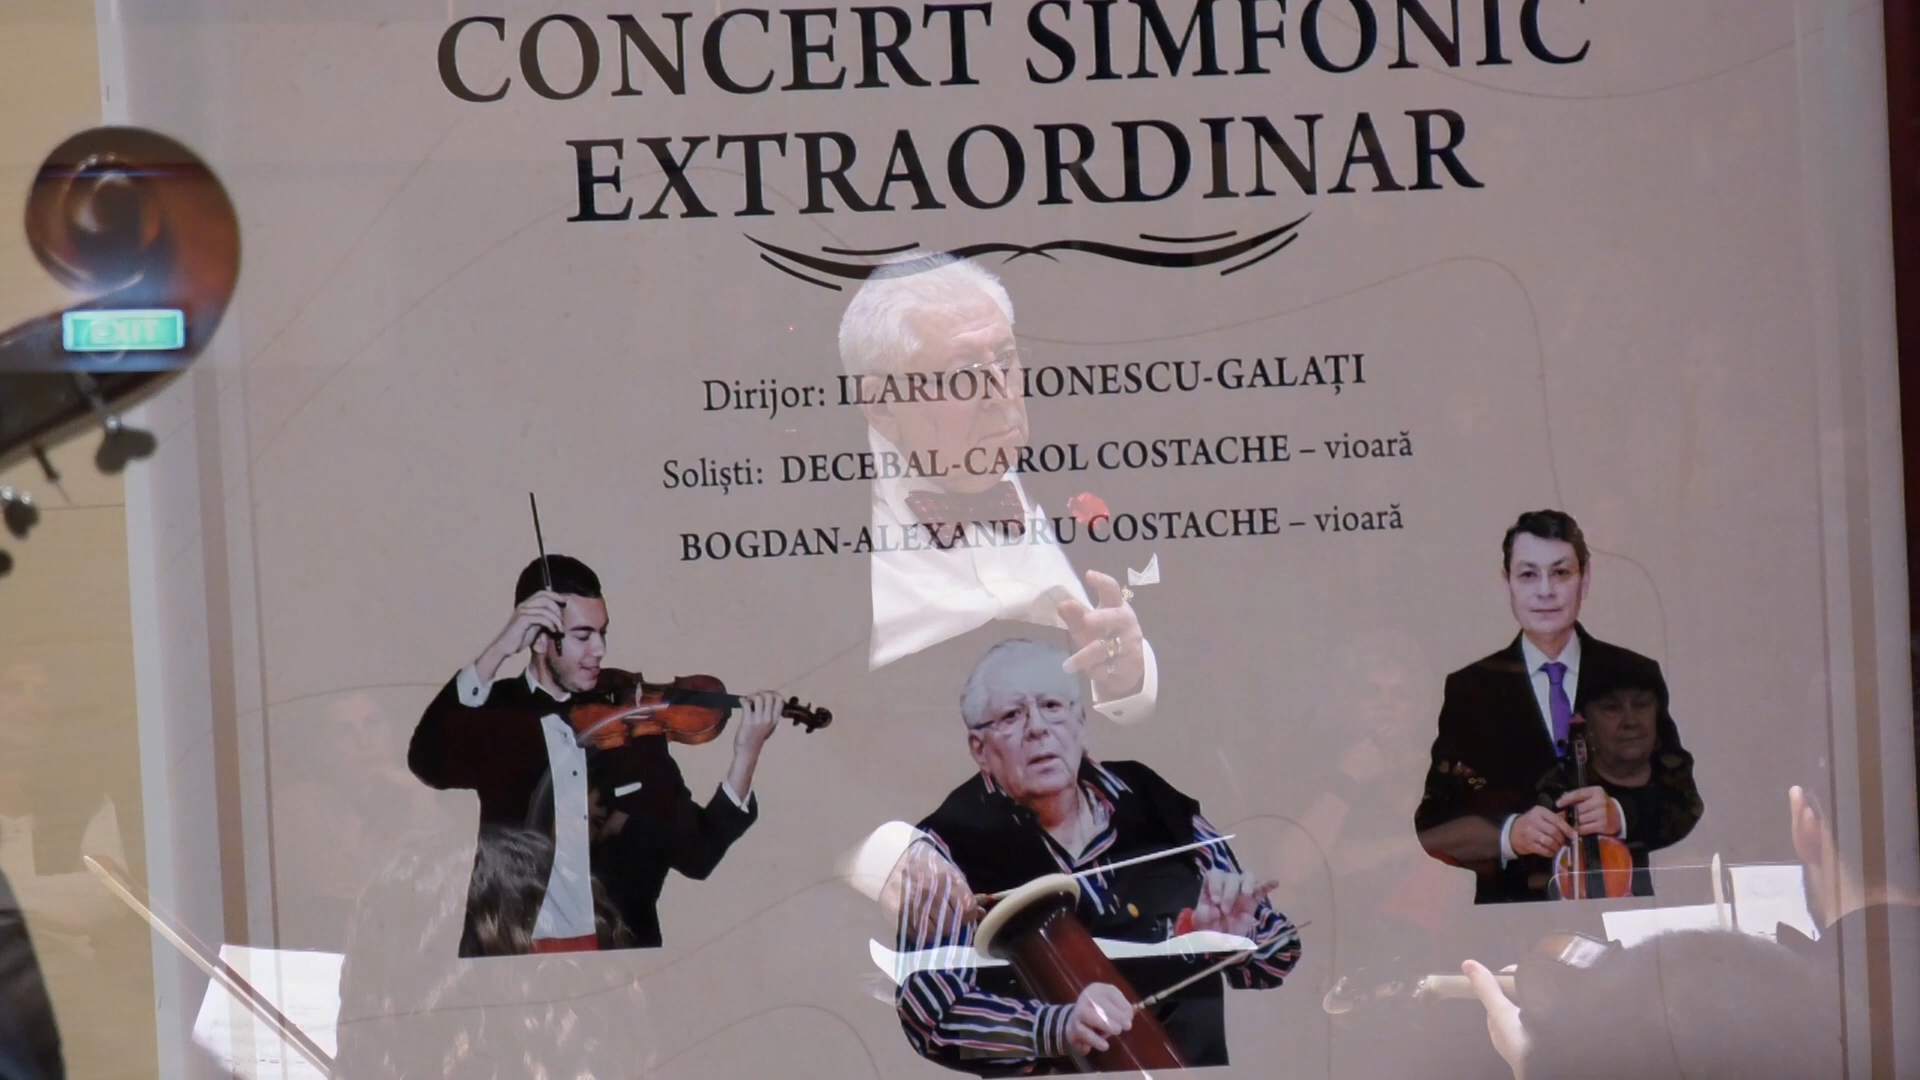 CONCERT SIMFONIC
EXTRAORDINAR
Dirijor: ILARION IONESCU-GALAȚI
Soliști: DECEBAL-CAROL COSTACHE – vioară
BOGDAN-ALEXANDRU COSTACHE – vioară
EXIT